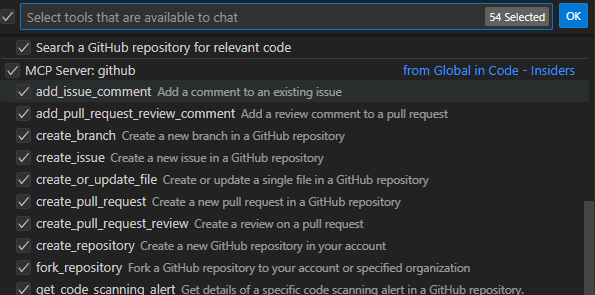 Select tools that are available to chat 54 Selected OK
Search a GitHub repository for relevant code
MCP Server: github from Global in Code - Insiders
add_issue_comment Add a comment to an existing issue
add_pull_request_review_comment Add a review comment to a pull request
create_branch Create a new branch in a GitHub repository
create_issue Create a new issue in a GitHub repository
create_or_update_file Create or update a single file in a GitHub repository
create_pull_request Create a new pull request in a GitHub repository
create_pull_request_review Create a review on a pull request
create_repository Create a new GitHub repository in your account
fork_repository Fork a GitHub repository to your account or specified organization
get_code_scanning_alert Get details of a specific code scanning alert in a GitHub repository.